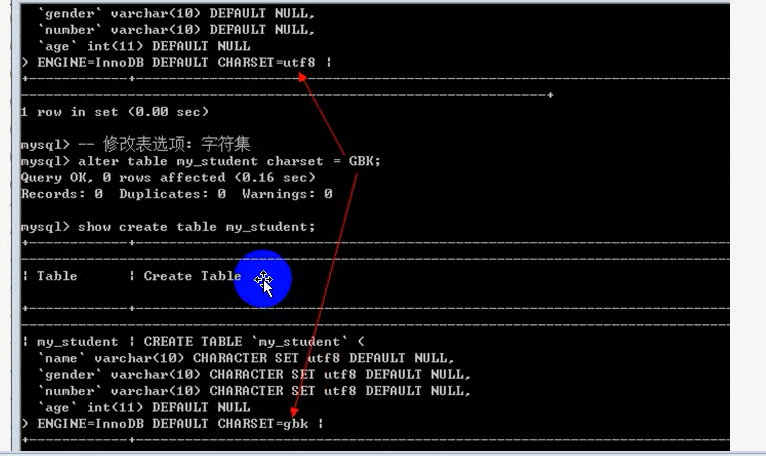 `gender` varchar(10) DEFAULT NULL,
`number` varchar(10) DEFAULT NULL,
`age` int(11) DEFAULT NULL
) ENGINE=InnoDB DEFAULT CHARSET=utf8 |
1 row in set (0.00 sec)
mysql> -- 修改表选项: 字符集
mysql> alter table my_student charset = GBK;
Query OK, 0 rows affected (0.16 sec)
Records: 0  Duplicates: 0  Warnings: 0
mysql> show create table my_student;
| Table | Create Table
| my_student | CREATE TABLE `my_student` (
`name` varchar(10) CHARACTER SET utf8 DEFAULT NULL,
`gender` varchar(10) CHARACTER SET utf8 DEFAULT NULL,
`number` varchar(10) CHARACTER SET utf8 DEFAULT NULL,
`age` int(11) DEFAULT NULL
) ENGINE=InnoDB DEFAULT CHARSET=gbk |